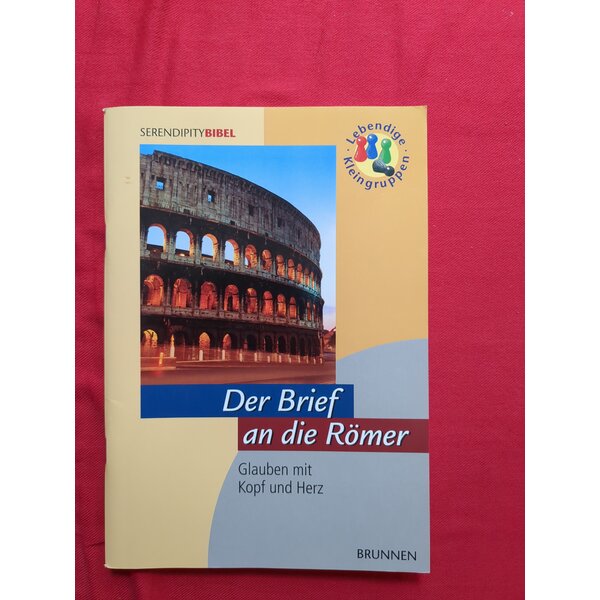 SERENDIPITYBIBEL
· Lebendige ·
Kleingruppen
Der Brief
an die Römer
Glauben mit
Kopf und Herz
BRUNNEN